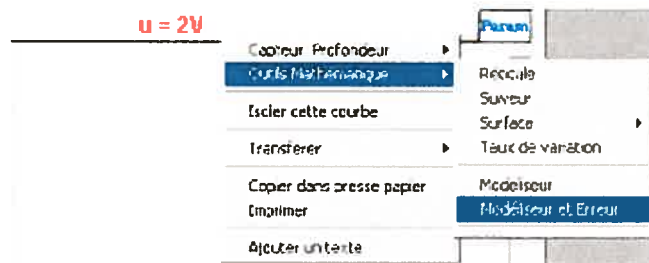 u = 2V
Param
Capteur Profondeur
Outils Mathématique
Isoler cette courbe
Transférer
Copier dans presse papier
Imprimer
Ajouter un texte
Réticule
Suiveur
Surface
Taux de variation
Modéliseur
Modéliseur et Erreur